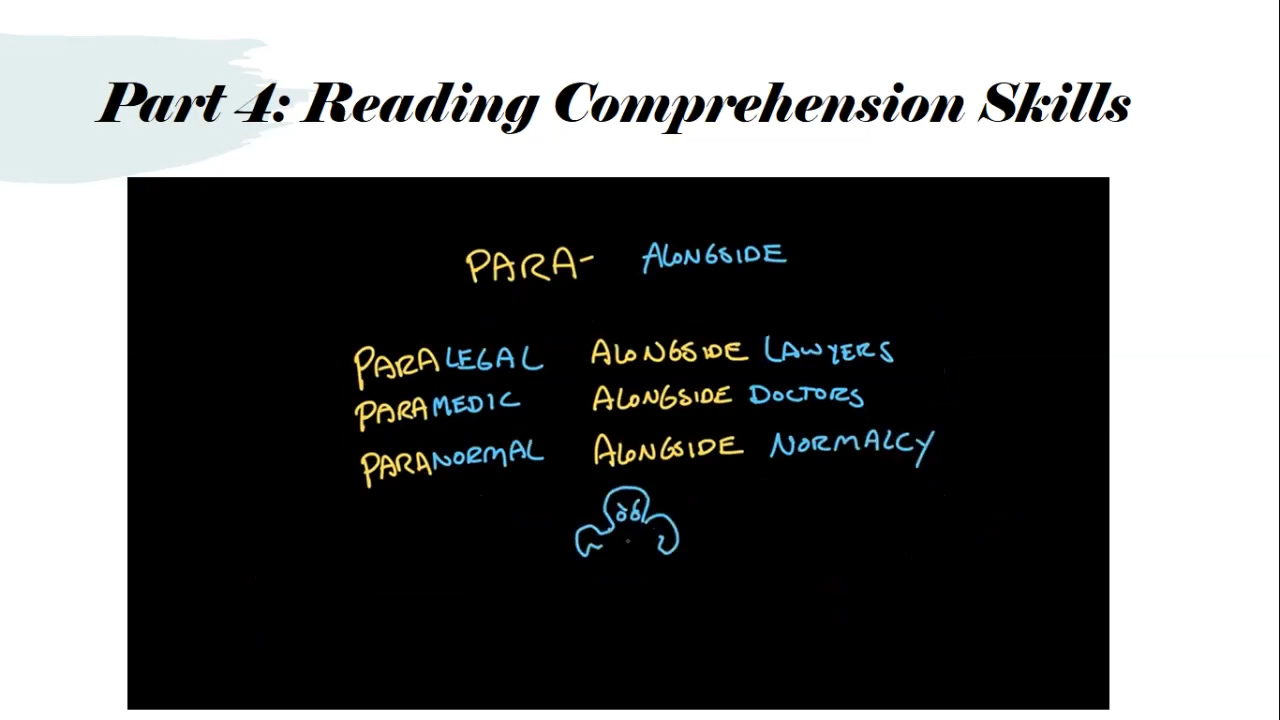 Part 4: Reading Comprehension Skills
PARA- ALONGSIDE
PARALEGAL ALONGSIDE LAWYERS
PARAMEDIC ALONGSIDE DOCTORS
PARANORMAL ALONGSIDE NORMALCY